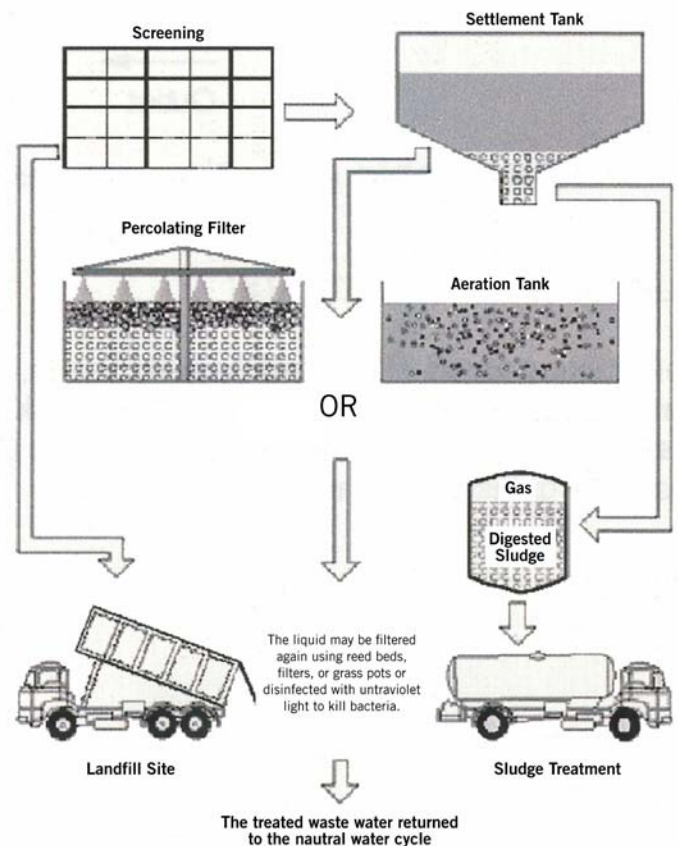 Screening
Settlement Tank
Percolating Filter
Aeration Tank
OR
Gas
Digested
Sludge
The liquid may be filtered
again using reed beds,
filters, or grass pots or
disinfected with untraviolet
light to kill bacteria.
Landfill Site
Sludge Treatment
The treated waste water returned
to the nautral water cycle